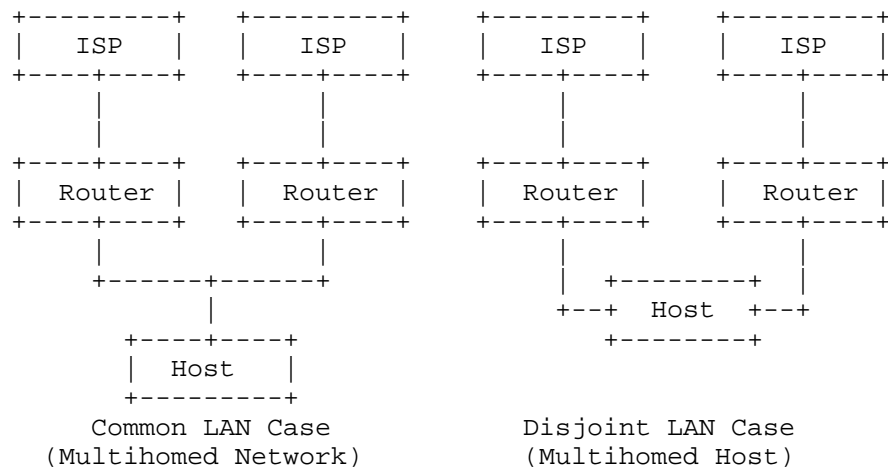 ISP ISP ISP ISP
Router Router Router Router
Host
Host
Common LAN Case Disjoint LAN Case
(Multihomed Network) (Multihomed Host)